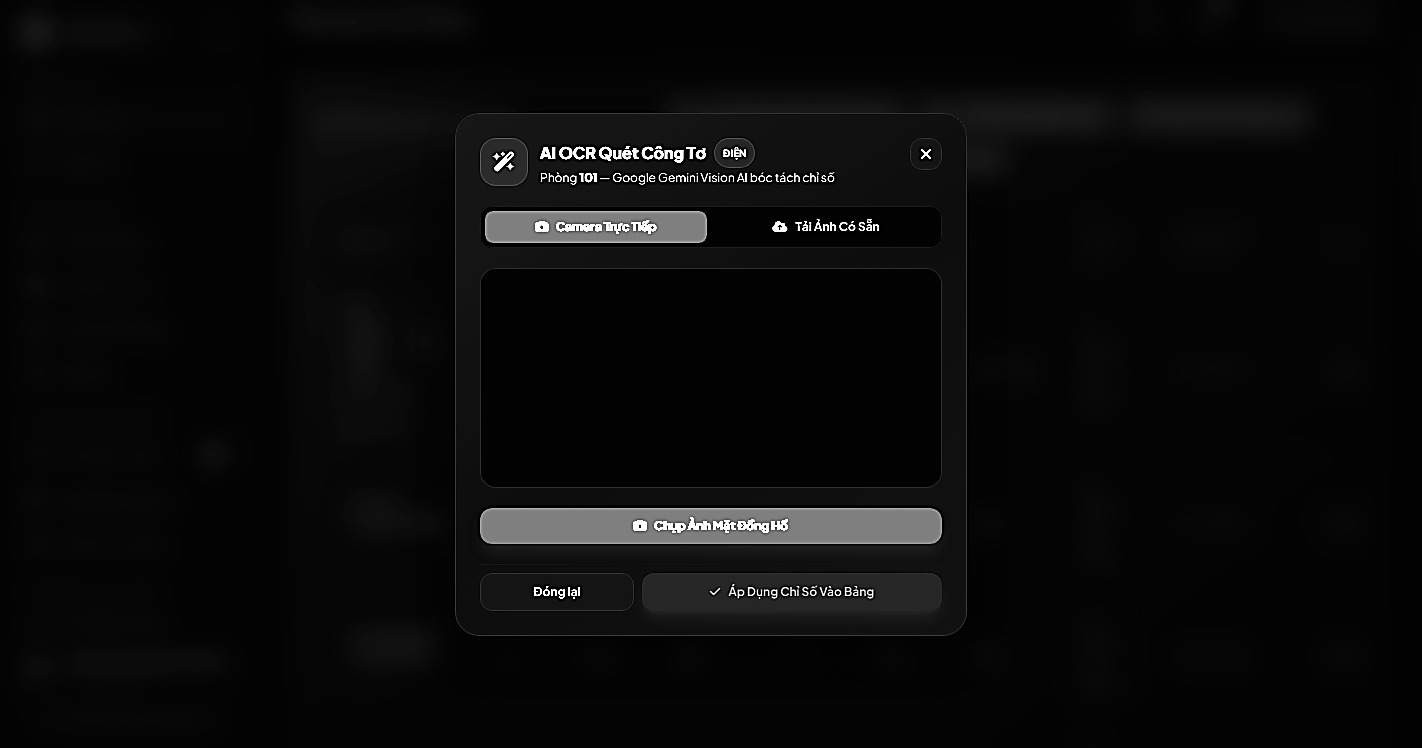 AI OCR Quét Công Tơ ĐIỆN
Phòng 101 — Google Gemini Vision AI bóc tách chỉ số
Camera Trực Tiếp
Tải Ảnh Có Sẵn
Chụp Ảnh Mặt Đồng Hồ
Đóng lại
Áp Dụng Chỉ Số Vào Bảng